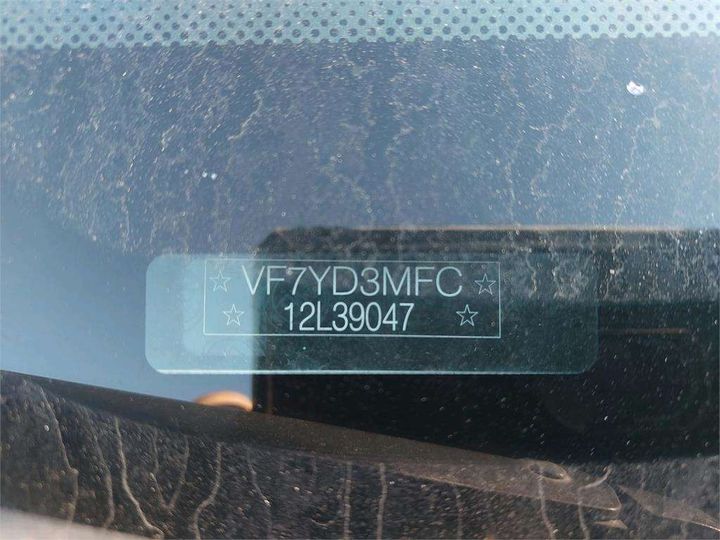 ☆ VF7YD3MFC ☆
☆ 12L39047 ☆